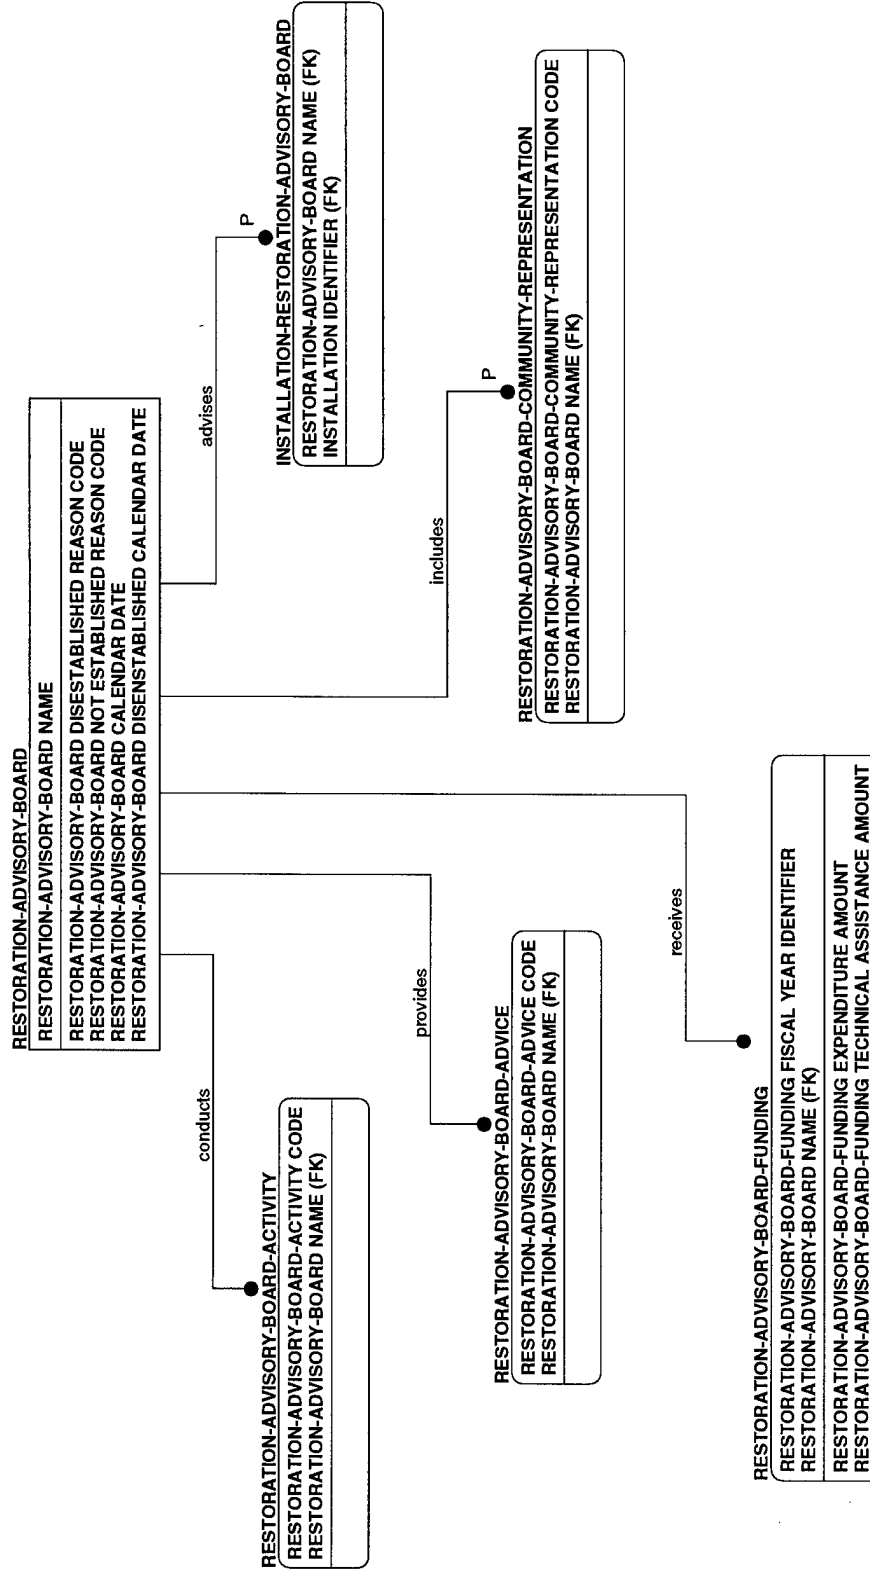 RESTORATION-ADVISORY-BOARD
RESTORATION-ADVISORY-BOARD NAME
RESTORATION-ADVISORY-BOARD DISESTABLISHED REASON CODE
RESTORATION-ADVISORY-BOARD NOT ESTABLISHED REASON CODE
RESTORATION-ADVISORY-BOARD CALENDAR DATE
RESTORATION-ADVISORY-BOARD DISENSTABLISHED CALENDAR DATE
conducts
provides
receives
includes
advises
P
P
RESTORATION-ADVISORY-BOARD-ACTIVITY
RESTORATION-ADVISORY-BOARD-ACTIVITY CODE
RESTORATION-ADVISORY-BOARD NAME (FK)
INSTALLATION-RESTORATION-ADVISORY-BOARD
RESTORATION-ADVISORY-BOARD NAME (FK)
INSTALLATION IDENTIFIER (FK)
RESTORATION-ADVISORY-BOARD-ADVICE
RESTORATION-ADVISORY-BOARD-ADVICE CODE
RESTORATION-ADVISORY-BOARD NAME (FK)
RESTORATION-ADVISORY-BOARD-COMMUNITY-REPRESENTATION
RESTORATION-ADVISORY-BOARD-COMMUNITY-REPRESENTATION CODE
RESTORATION-ADVISORY-BOARD NAME (FK)
RESTORATION-ADVISORY-BOARD-FUNDING
RESTORATION-ADVISORY-BOARD-FUNDING FISCAL YEAR IDENTIFIER
RESTORATION-ADVISORY-BOARD NAME (FK)
RESTORATION-ADVISORY-BOARD-FUNDING EXPENDITURE AMOUNT
RESTORATION-ADVISORY-BOARD-FUNDING TECHNICAL ASSISTANCE AMOUNT